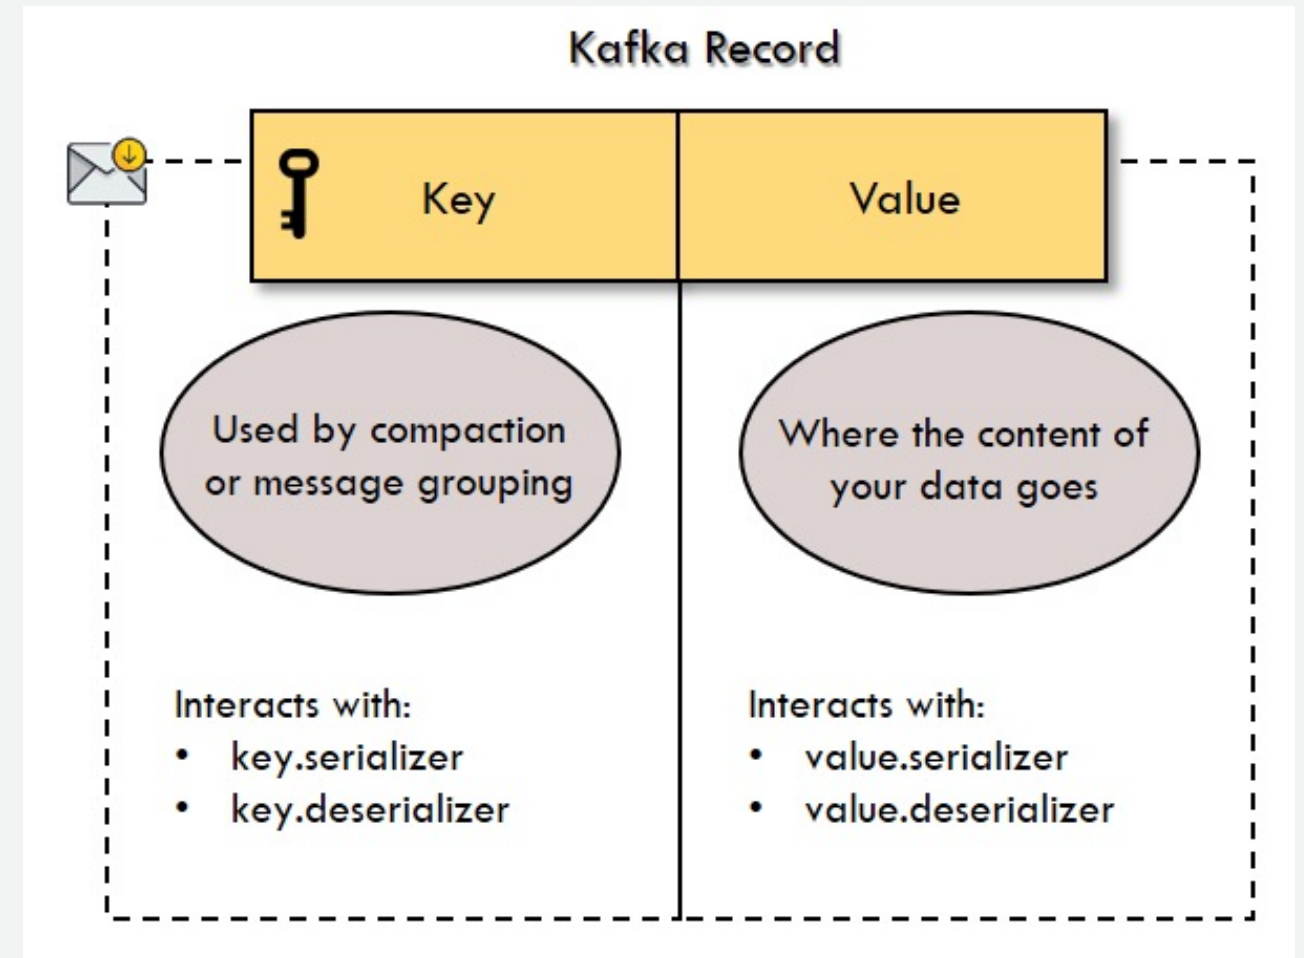 Kafka Record
Key
Value
Used by compaction
or message grouping
Where the content of
your data goes
Interacts with:
• key.serializer
• key.deserializer
Interacts with:
• value.serializer
• value.deserializer